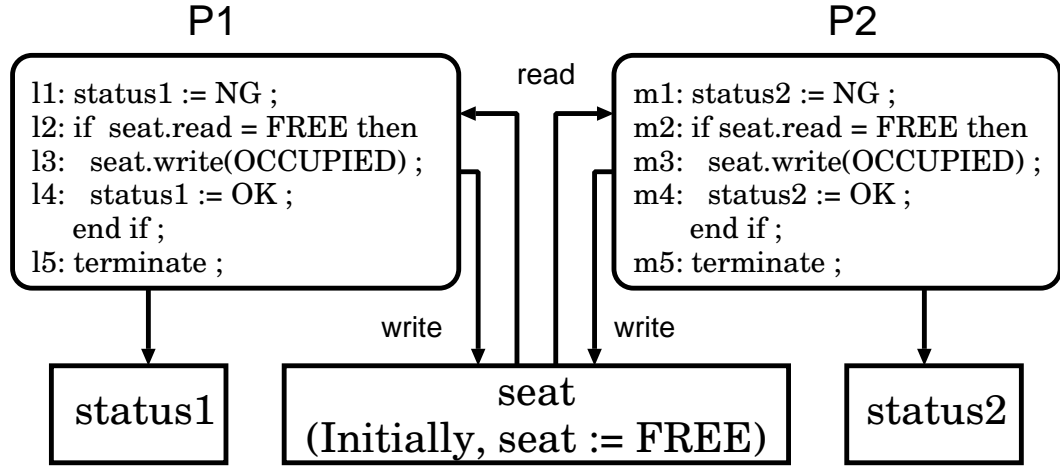 P1
l1: status1 := NG ;
l2: if seat.read = FREE then
l3: seat.write(OCCUPIED) ;
l4: status1 := OK ;
end if ;
l5: terminate ;
read
P2
m1: status2 := NG ;
m2: if seat.read = FREE then
m3: seat.write(OCCUPIED) ;
m4: status2 := OK ;
end if ;
m5: terminate ;
write
write
status1
seat
(Initially, seat := FREE)
status2